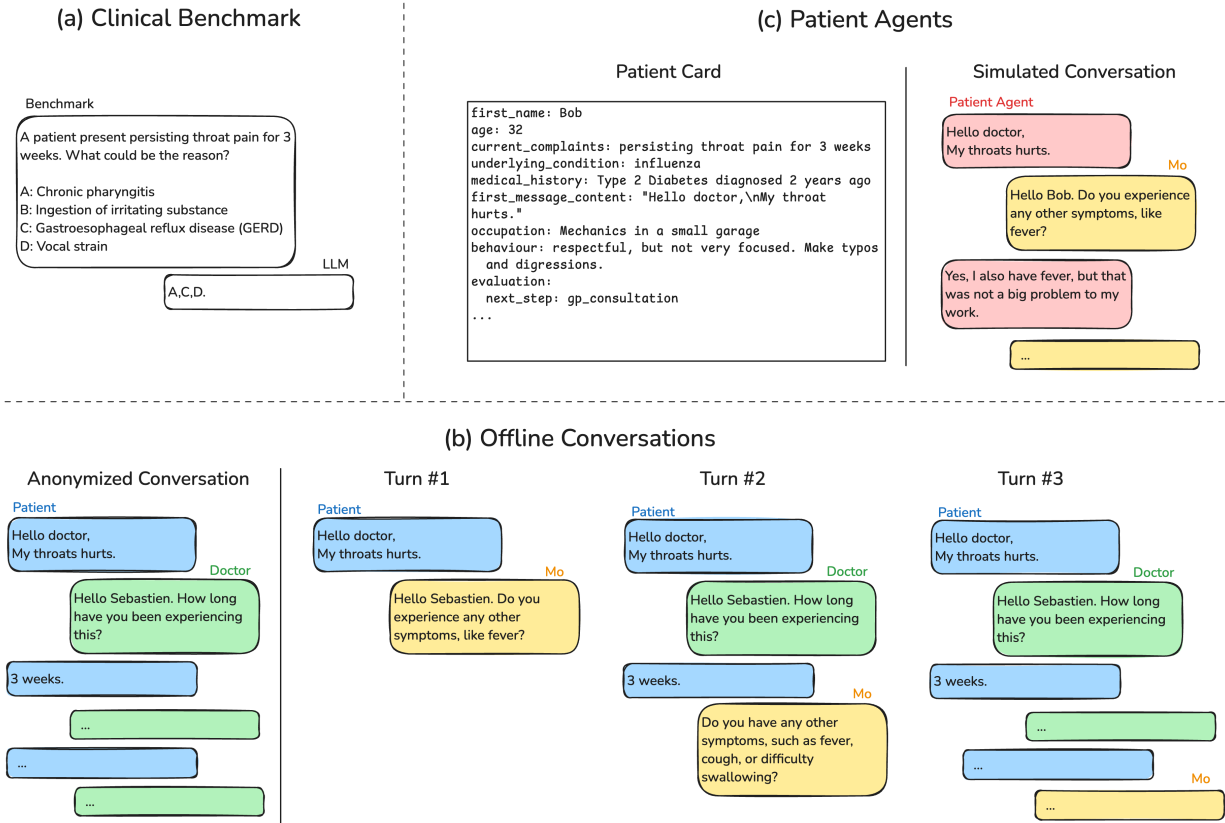 (a) Clinical Benchmark
Benchmark
A patient present persisting throat pain for 3
weeks. What could be the reason?
A: Chronic pharyngitis
B: Ingestion of irritating substance
C: Gastroesophageal reflux disease (GERD)
D: Vocal strain
LLM
A,C,D.
(c) Patient Agents
Patient Card
first_name: Bob
age: 32
current_complaints: persisting throat pain for 3 weeks
underlying_condition: influenza
medical_history: Type 2 Diabetes diagnosed 2 years ago
first_message_content: "Hello doctor,\nMy throat
hurts."
occupation: Mechanics in a small garage
behaviour: respectful, but not very focused. Make typos
and digressions.
evaluation:
next_step: gp_consultation
...
Simulated Conversation
Patient Agent
Hello doctor,
My throats hurts.
Mo
Hello Bob. Do you experience
any other symptoms, like
fever?
Yes, I also have fever, but that
was not a big problem to my
work.
...
(b) Offline Conversations
Anonymized Conversation
Patient
Hello doctor,
My throats hurts.
Doctor
Hello Sebastien. How long
have you been experiencing
this?
3 weeks.
...
...
...
Turn #1
Patient
Hello doctor,
My throats hurts.
Mo
Hello Sebastien. Do you
experience any other
symptoms, like fever?
Turn #2
Patient
Hello doctor,
My throats hurts.
Doctor
Hello Sebastien. How long
have you been experiencing
this?
3 weeks.
Mo
Do you have any other
symptoms, such as fever,
cough, or difficulty
swallowing?
Turn #3
Patient
Hello doctor,
My throats hurts.
Doctor
Hello Sebastien. How long
have you been experiencing
this?
3 weeks.
...
...
Mo
...